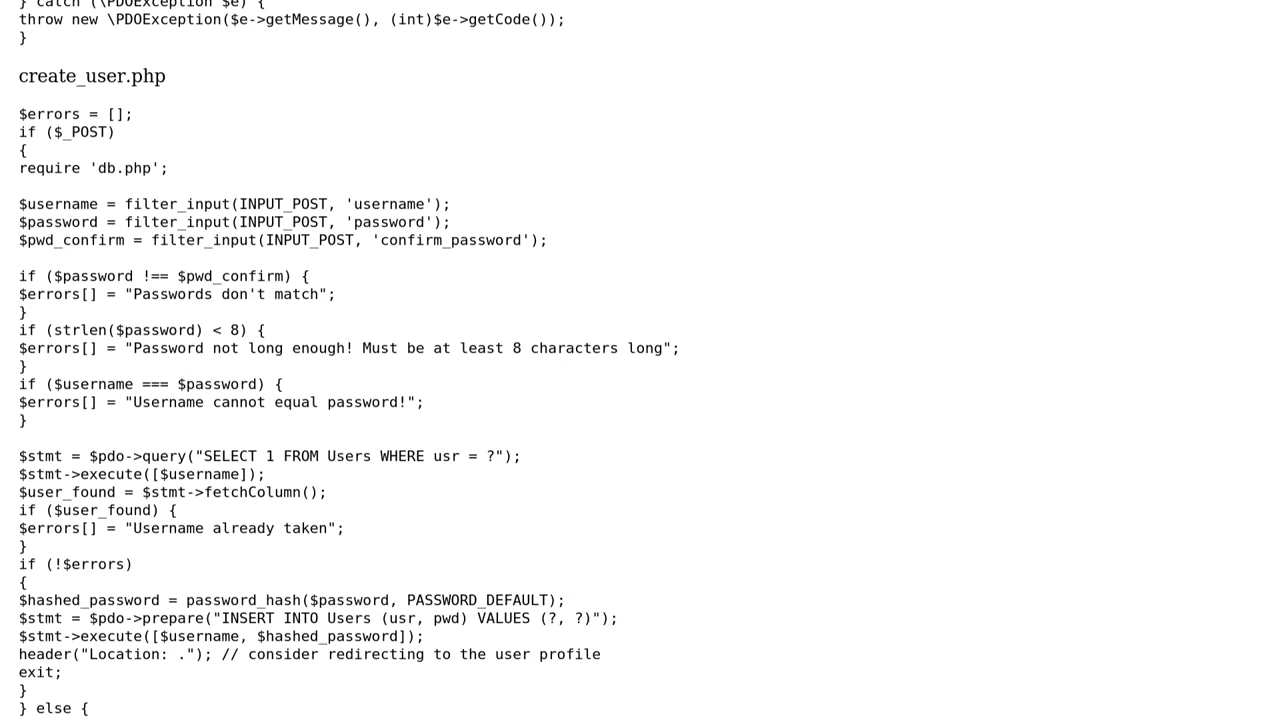 } catch (\PDOException $e) {
throw new \PDOException($e->getMessage(), (int)$e->getCode());
}
create_user.php
$errors = [];
if ($_POST)
{
require 'db.php';
$username = filter_input(INPUT_POST, 'username');
$password = filter_input(INPUT_POST, 'password');
$pwd_confirm = filter_input(INPUT_POST, 'confirm_password');
if ($password !== $pwd_confirm) {
$errors[] = "Passwords don't match";
}
if (strlen($password) < 8) {
$errors[] = "Password not long enough! Must be at least 8 characters long";
}
if ($username === $password) {
$errors[] = "Username cannot equal password!";
}
$stmt = $pdo->query("SELECT 1 FROM Users WHERE usr = ?");
$stmt->execute([$username]);
$user_found = $stmt->fetchColumn();
if ($user_found) {
$errors[] = "Username already taken";
}
if (!$errors)
{
$hashed_password = password_hash($password, PASSWORD_DEFAULT);
$stmt = $pdo->prepare("INSERT INTO Users (usr, pwd) VALUES (?, ?)");
$stmt->execute([$username, $hashed_password]);
header("Location: ."); // consider redirecting to the user profile
exit;
}
} else {